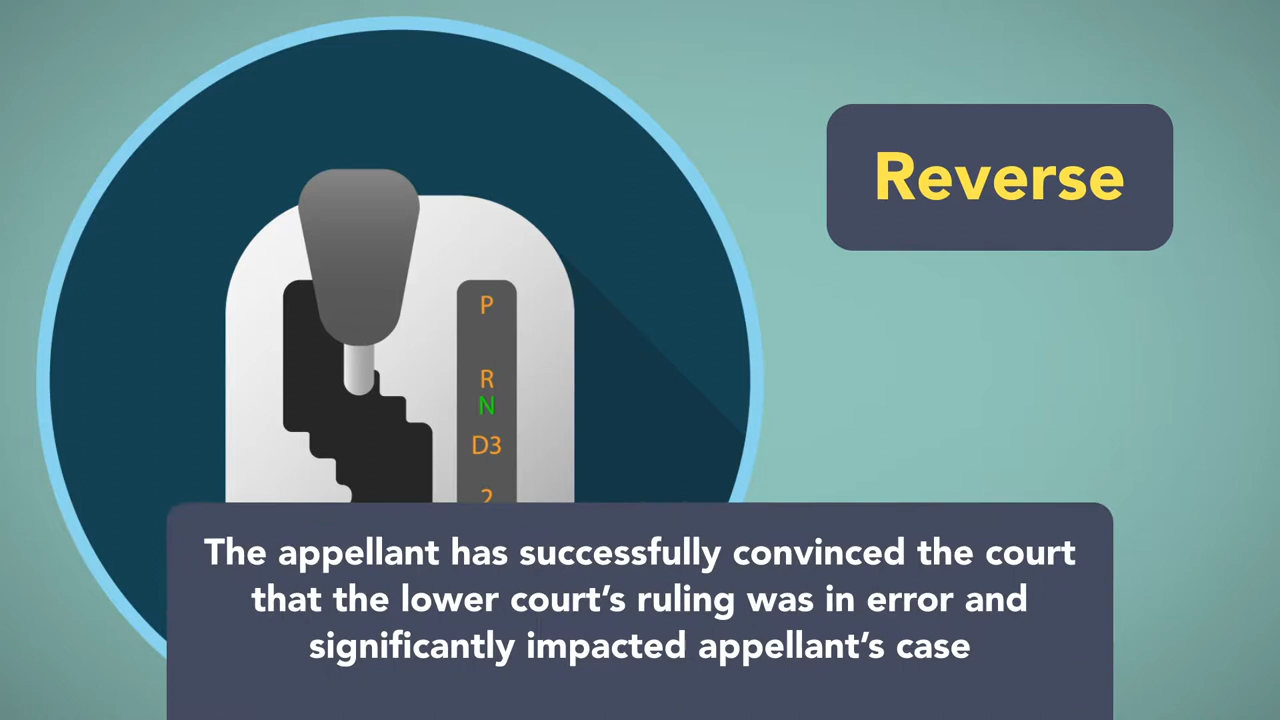 Reverse
P
R
N
D3
2
The appellant has successfully convinced the court
that the lower court’s ruling was in error and
significantly impacted appellant’s case